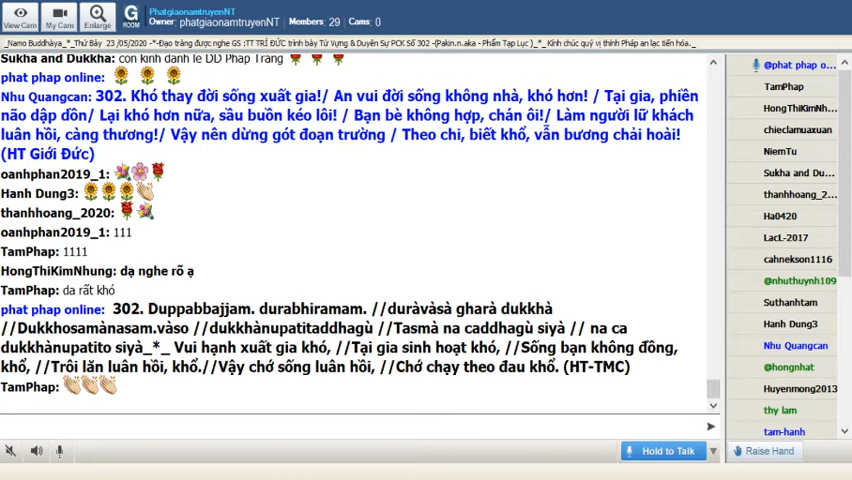 View Cam
My Cam
Enlarge
G
ROOM
PhatgiaonamtruyenNT
Owner: phatgiaonamtruyenNT
Members: 29
Cams: 0
_Namo Buddhàya_*_Thứ Bảy 23 /05/2020 -*-Đạo tràng được nghe GS :TT TRÍ ĐỨC trình bày Từ Vựng & Duyên Sự PCK Số 302 -(Pakin.n.aka - Phẩm Tạp Lục )_*_ Kính chúc quý vị thính Pháp an lạc tiến hóa._
Sukha and Dukkha: con kính đảnh lễ DD Pháp Trang
phat phap online:
Nhu Quangcan: 302. Khó thay đời sống xuất gia!/ An vui đời sống không nhà, khó hơn! / Tại gia, phiền
não dập dồn/ Lại khó hơn nữa, sầu buồn kéo lôi! / Bạn bè không hợp, chán ôi!/ Làm người lữ khách
luân hồi, càng thương!/ Vậy nên dừng gót đoạn trường / Theo chi, biết khổ, vẫn bương chải hoài!
(HT Giới Đức)
oanhphan2019_1:
Hanh Dung3:
thanhhoang_2020:
oanhphan2019_1: 111
TamPhap: 1111
HongThiKimNhung: dạ nghe rõ ạ
TamPhap: da rất khó
phat phap online: 302. Duppabbajjam. durabhiramam. //duràvàsà gharà dukkhà
//Dukkhosamànasam.vàso //dukkhànupatitaddhagù //Tasmà na caddhagù siyà // na ca
dukkhànupatito siyà_*_ Vui hạnh xuất gia khó, //Tại gia sinh hoạt khó, //Sống bạn không đồng,
khổ, //Trôi lăn luân hồi, khổ.//Vậy chớ sống luân hồi, //Chớ chạy theo đau khổ. (HT-TMC)
TamPhap:
@phat phap o...
TamPhap
HongThiKimNh...
chieclamuaxuan
NiemTu
Sukha and Du...
thanhhoang_2...
Ha0420
LacL-2017
cahnekson1116
@nhuthuynh109
Suthanhtam
Hanh Dung3
Nhu Quangcan
@hongnhat
Huyenmong2013
thy lam
tam-hanh
Hold to Talk
Raise Hand